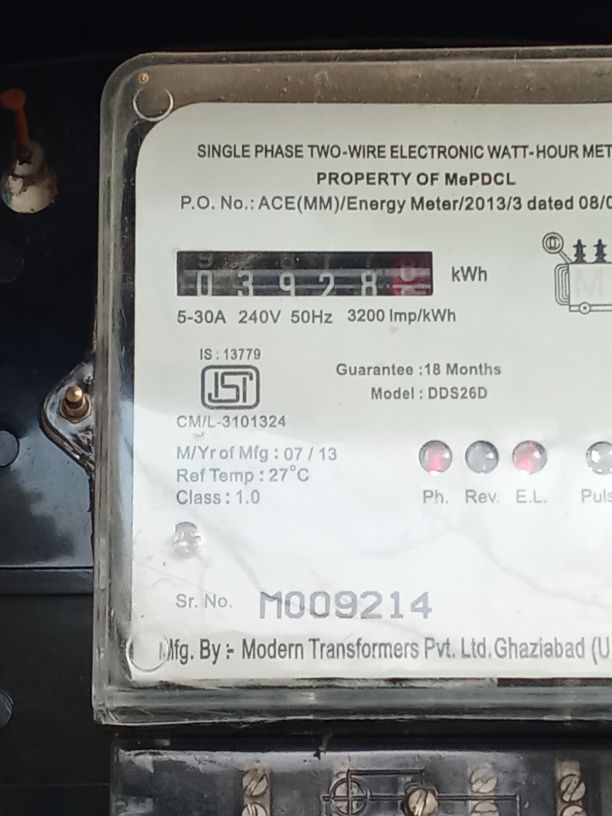 SINGLE PHASE TWO-WIRE ELECTRONIC WATT-HOUR MET
PROPERTY OF MePDCL
P.O. No.: ACE(MM)/Energy Meter/2013/3 dated 08/0
03928 kWh
5-30A 240V 50Hz 3200 Imp/kWh
IS : 13779
ISI
CM/L-3101324
Guarantee :18 Months
Model : DDS26D
M/Yr of Mfg : 07 / 13
Ref Temp : 27°C
Class : 1.0
Ph. Rev. E.L. Puls
Sr. No. M009214
Mfg. By :- Modern Transformers Pvt. Ltd. Ghaziabad (U